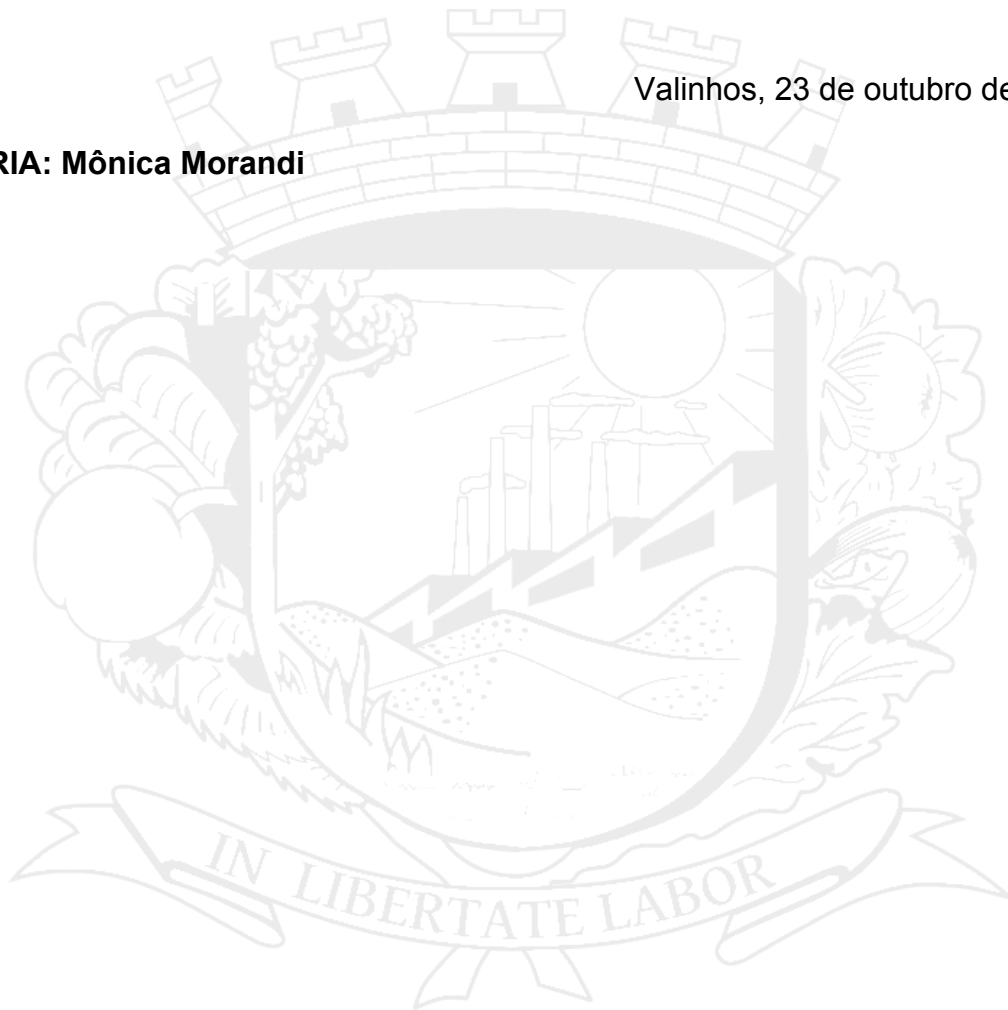 Valinhos, 23 de outubro de
RIA: Mônica Morandi
IN LIBERTATE LABOR